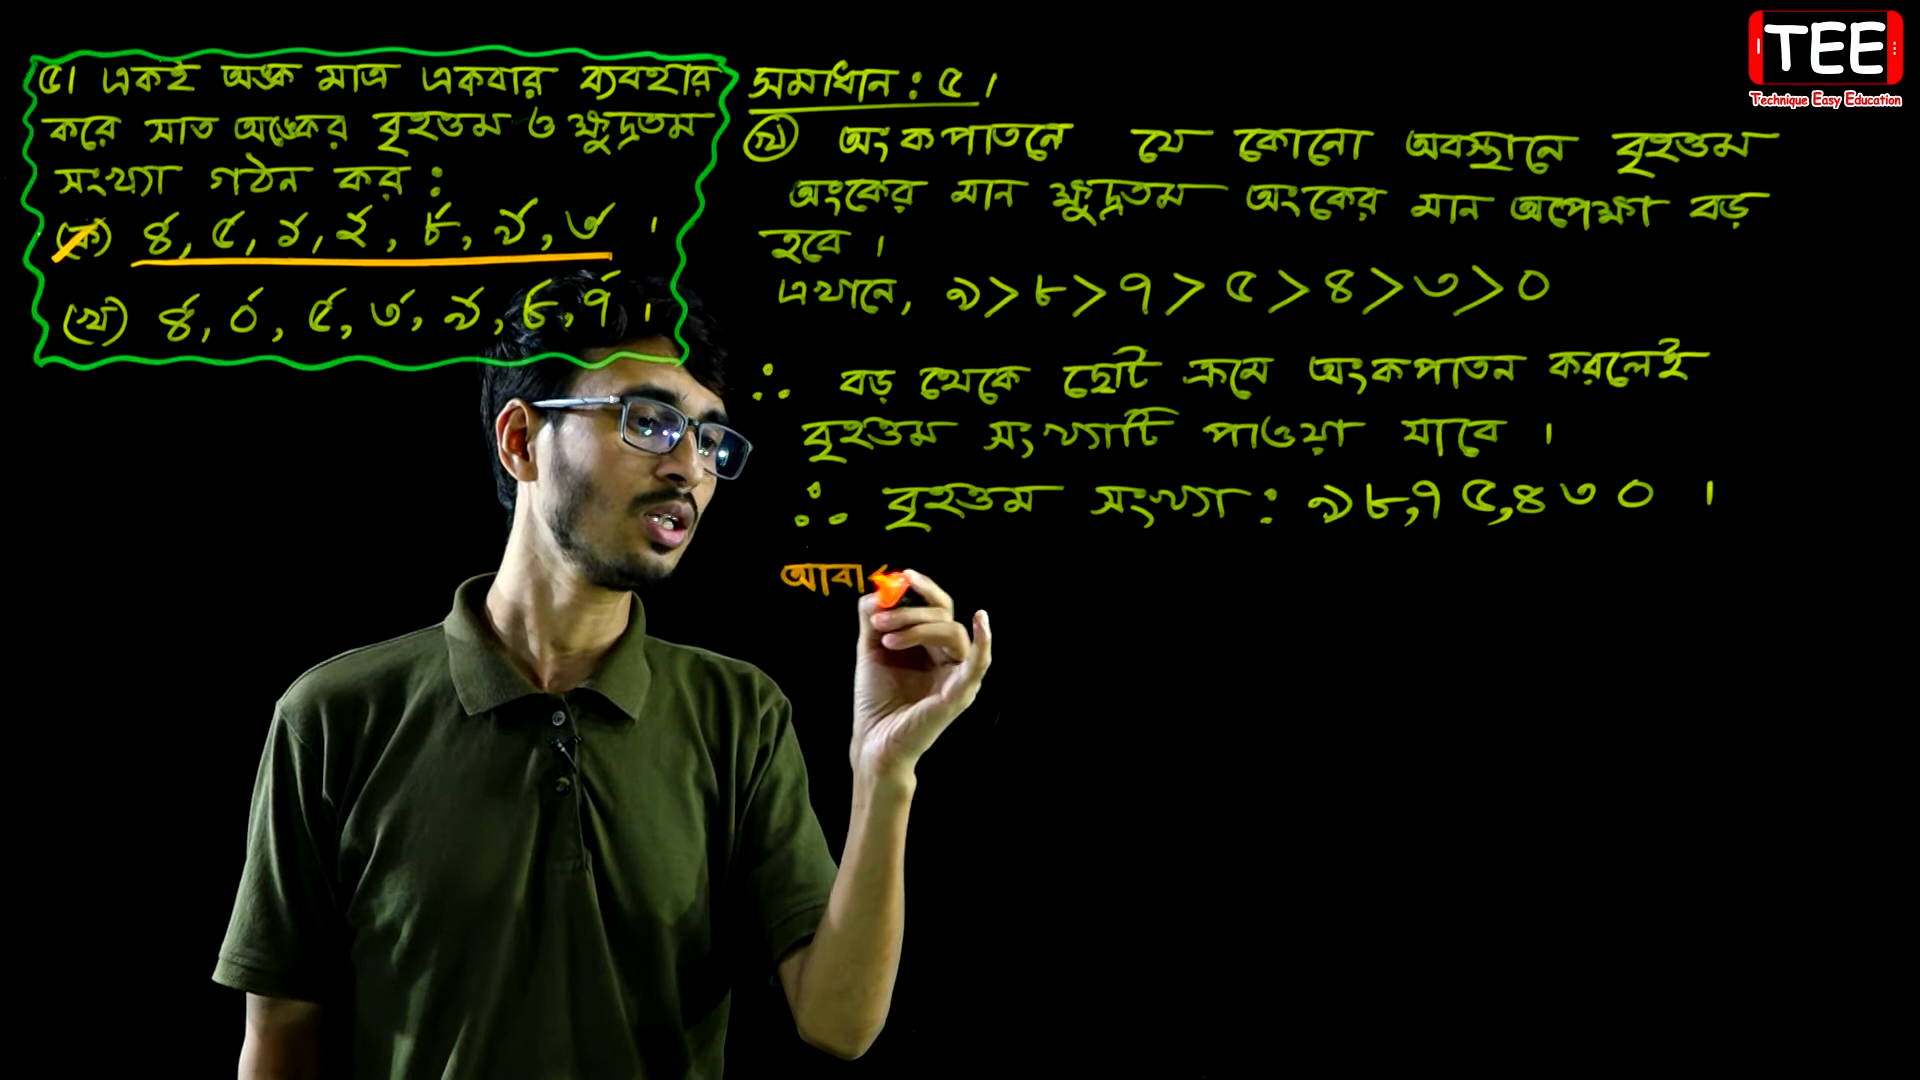 ৫। একই অঙ্ক মাত্র একবার ব্যবহার
করে সাত অঙ্কের বৃহত্তম ও ক্ষুদ্রতম
সংখ্যা গঠন কর :
(ক) ৪, ৫, ১, ২, ৮, ৯, ৩ ।
(খ) ৪, ০, ৫, ৩, ৯, ৮, ৭ ।
সমাধান : ৫ ।
(খ) অংকপাতনে যে কোনো অবস্থানে বৃহত্তম
অংকের মান ক্ষুদ্রতম অংকের মান অপেক্ষা বড়
হবে ।
এখানে, ৯ > ৮ > ৭ > ৫ > ৪ > ৩ > ০
∴ বড় থেকে ছোট ক্রমে অংকপাতন করলেই
বৃহত্তম সংখ্যাটি পাওয়া যাবে ।
∴ বৃহত্তম সংখ্যা : ৯৮,৭৫,৪৩০ ।
আবা
TEE
Technique Easy Education